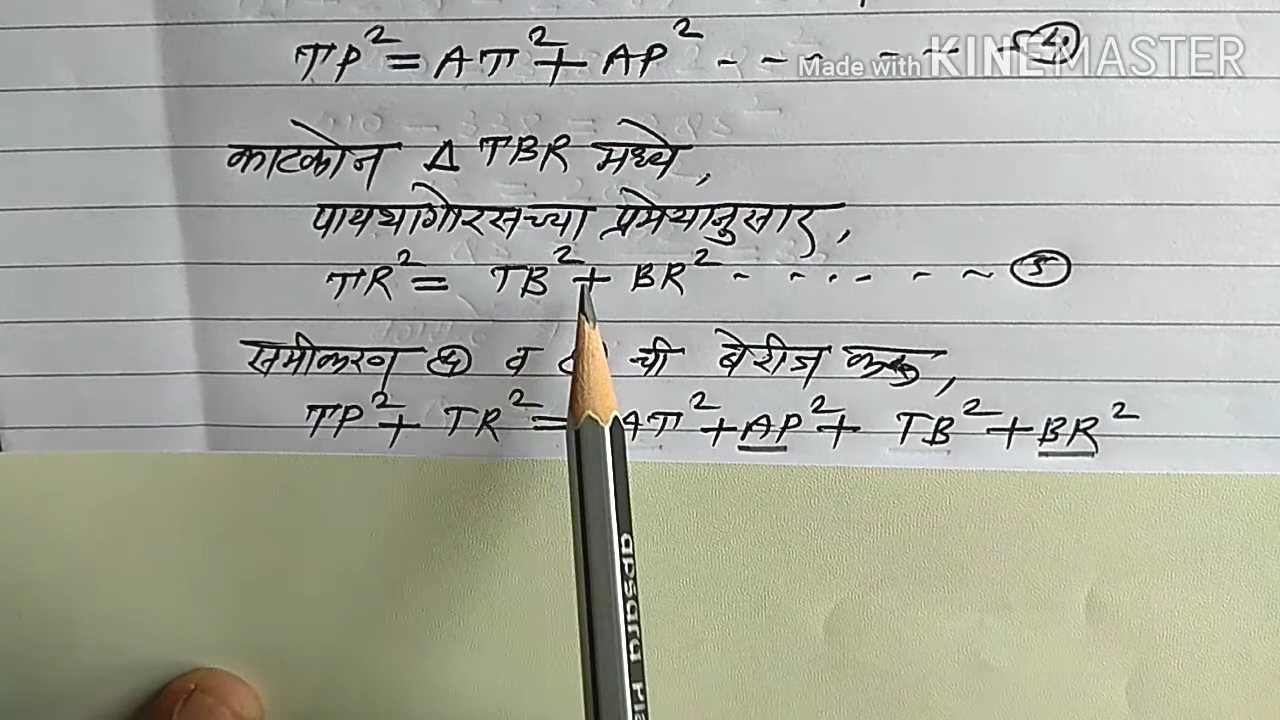 TP² = AT² + AP² - - - - - - (4)
Made with KINEMASTER
काटकोन Δ TBR मध्ये,
पायथागोरसच्या प्रमेयानुसार,
TR² = TB² + BR² - - - - - - - (5)
समीकरण (4) व ची बेरीज करू,
TP² + TR² = AT² + AP² + TB² + BR²
apsara